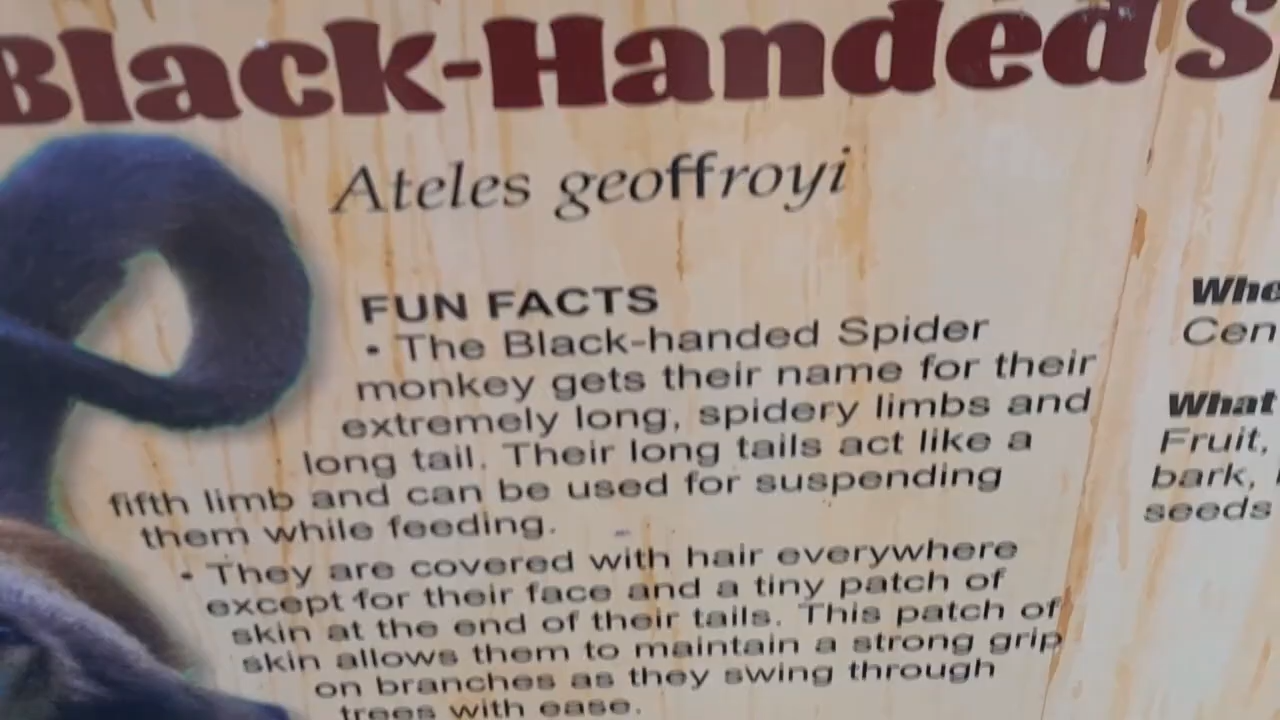 Black-Handed
Ateles geoffroyi
FUN FACTS
• The Black-handed Spider
monkey gets their name for their
extremely long, spidery limbs and
long tail. Their long tails act like a
fifth limb and can be used for suspending
them while feeding.
• They are covered with hair everywhere
except for their face and a tiny patch of
skin at the end of their tails. This patch of
skin allows them to maintain a strong grip
on branches as they swing through
trees with ease.
What
Fruit,
bark,
seeds